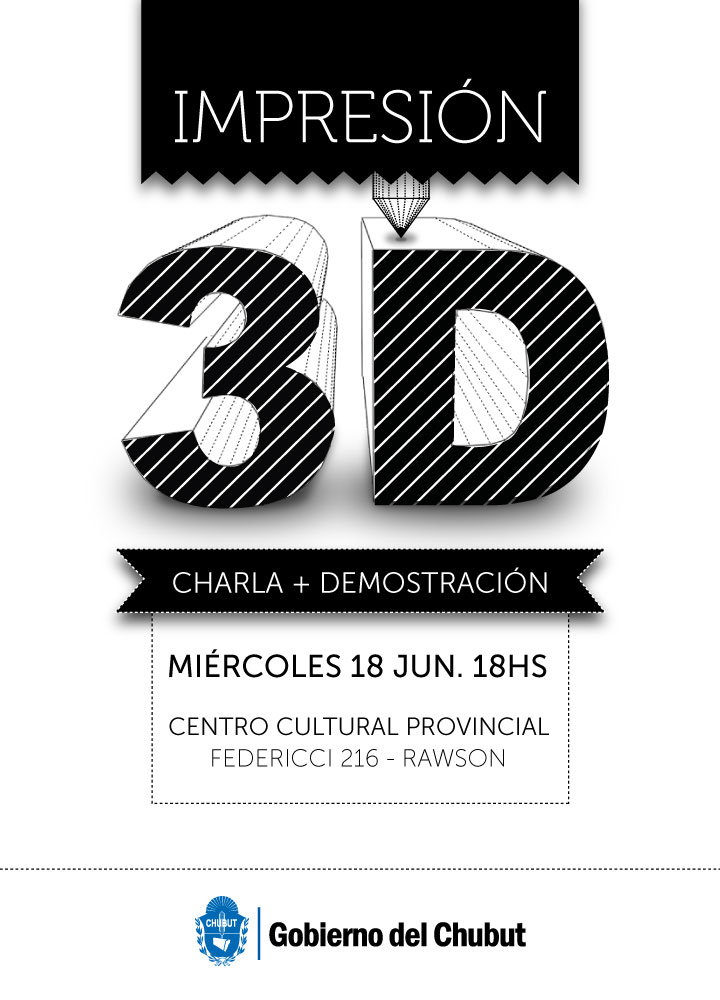 IMPRESIÓN
3D
CHARLA + DEMOSTRACIÓN
MIÉRCOLES 18 JUN. 18HS
CENTRO CULTURAL PROVINCIAL
FEDERICCI 216 - RAWSON
CHUBUT
Gobierno del Chubut